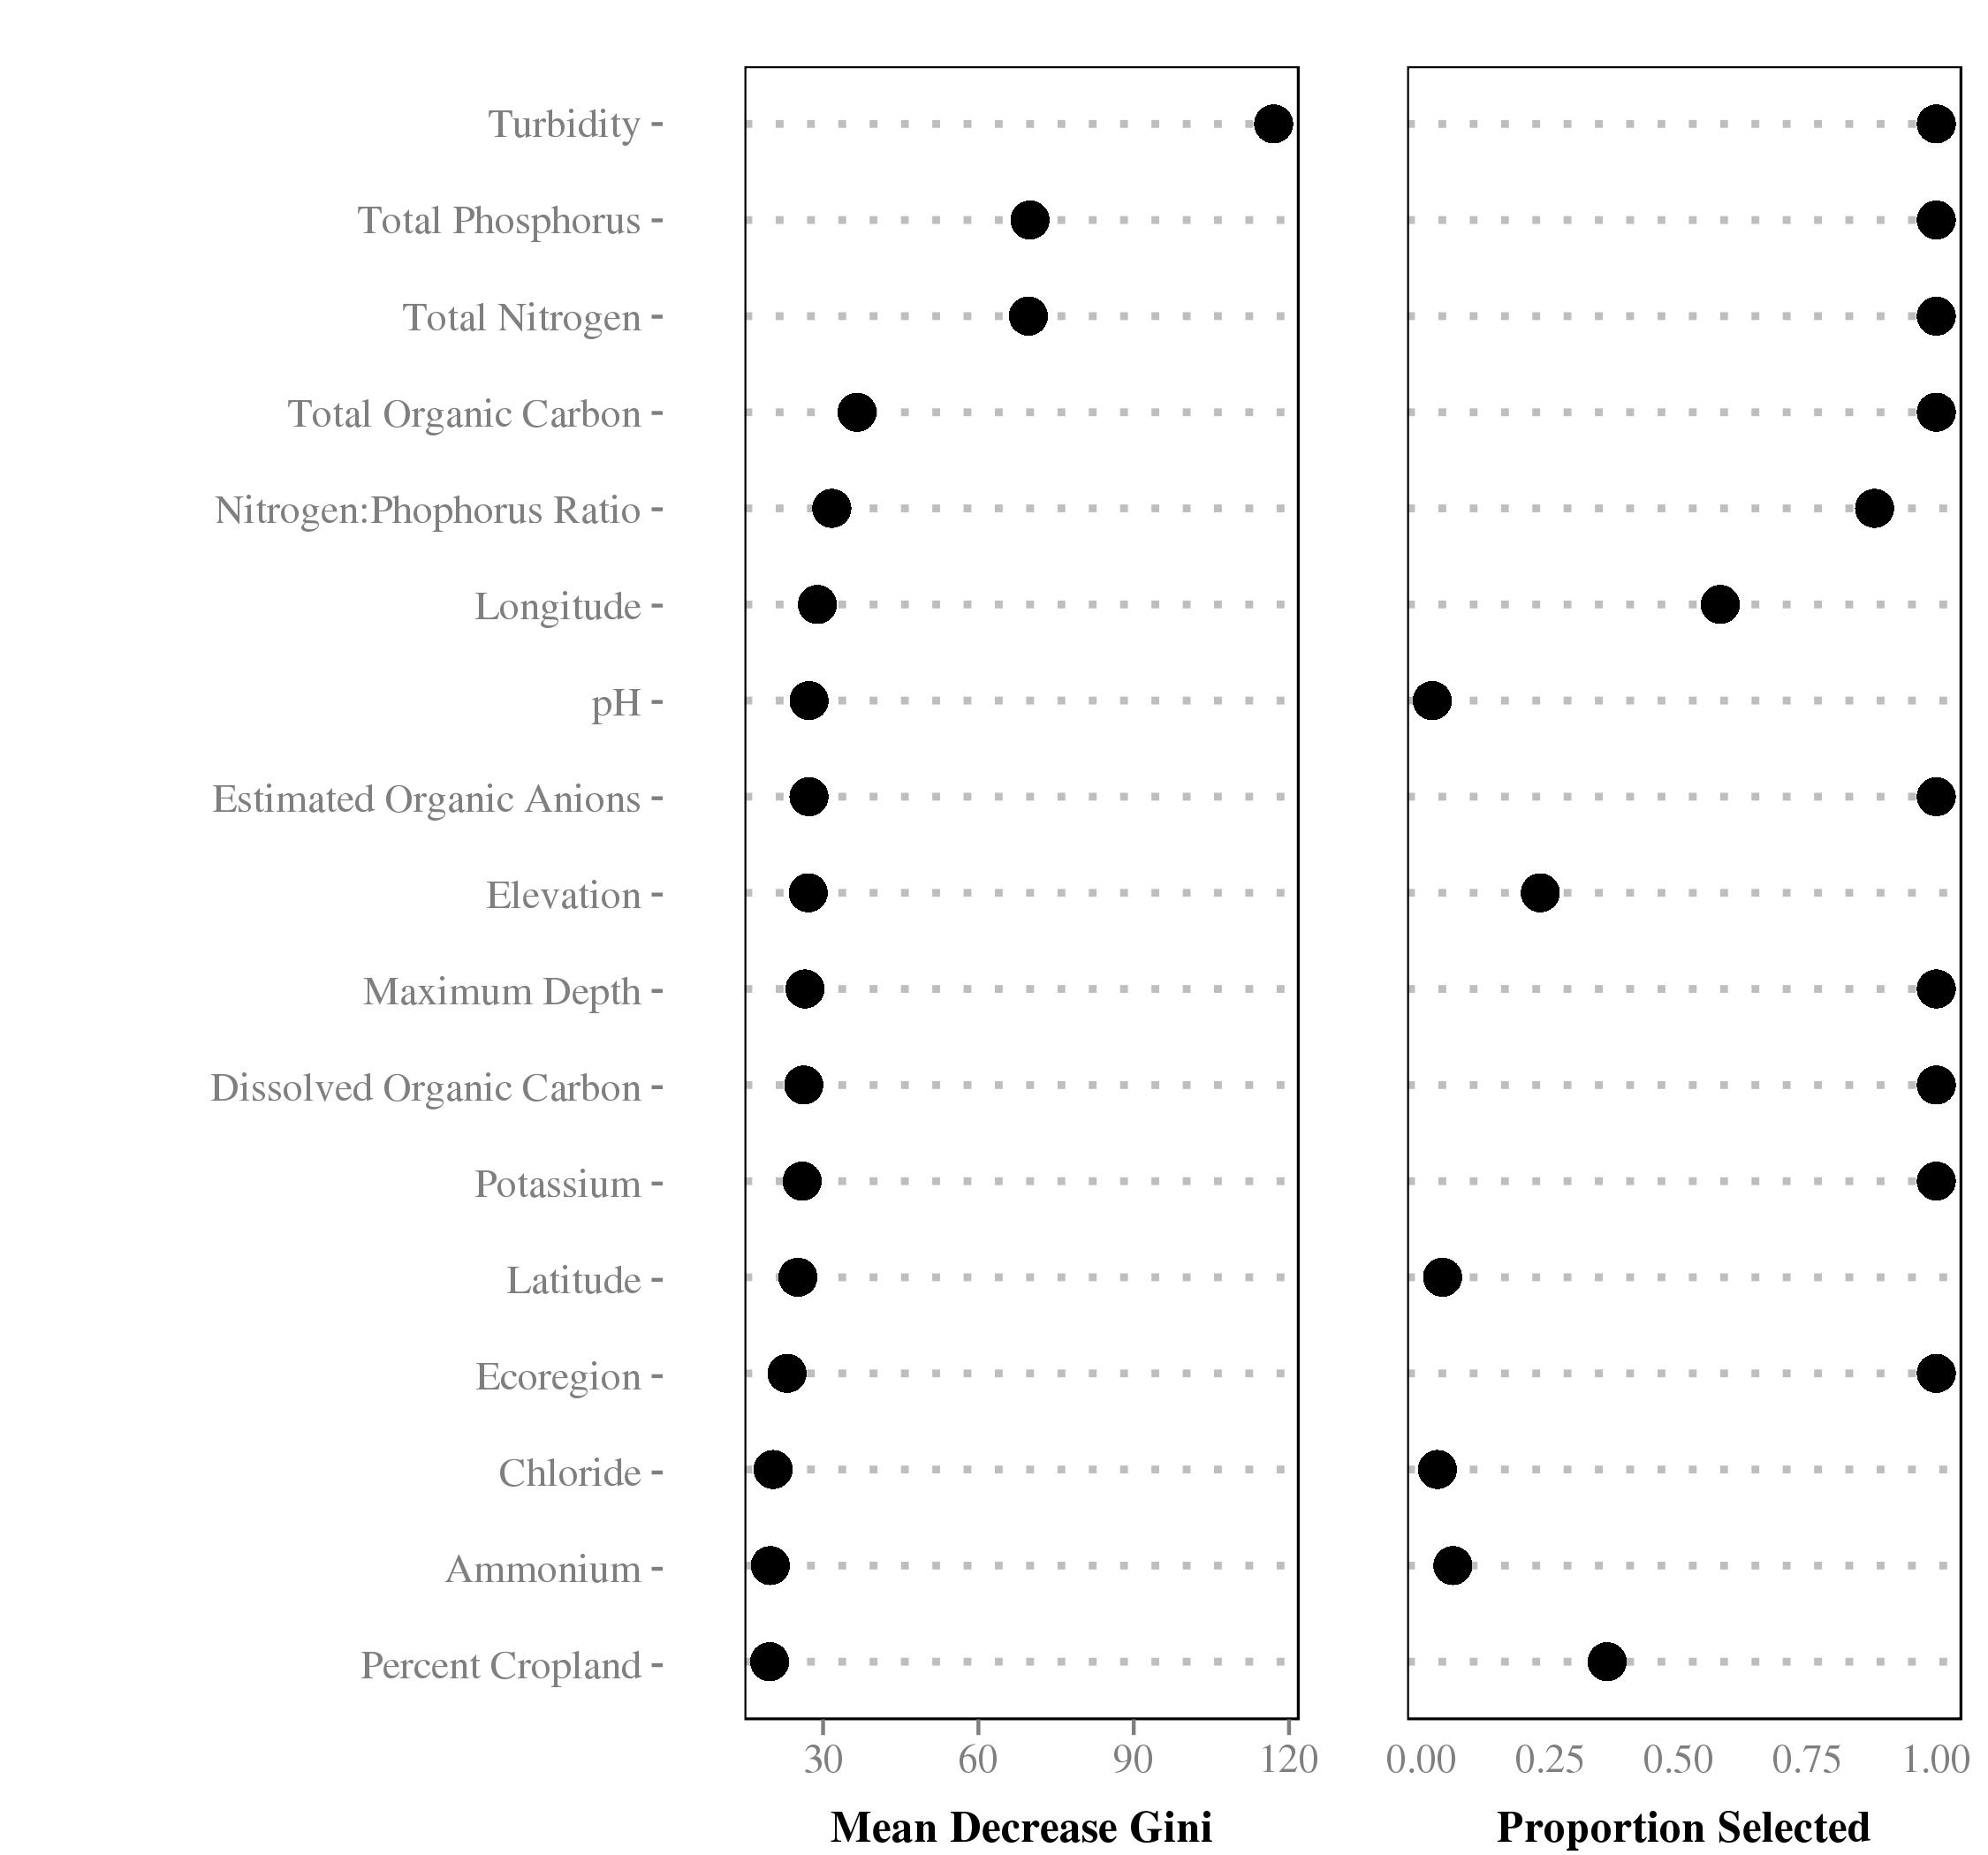 Turbidity
Total Phosphorus
Total Nitrogen
Total Organic Carbon
Nitrogen:Phophorus Ratio
Longitude
pH
Estimated Organic Anions
Elevation
Maximum Depth
Dissolved Organic Carbon
Potassium
Latitude
Ecoregion
Chloride
Ammonium
Percent Cropland
30 60 90 120
Mean Decrease Gini
0.00 0.25 0.50 0.75 1.00
Proportion Selected